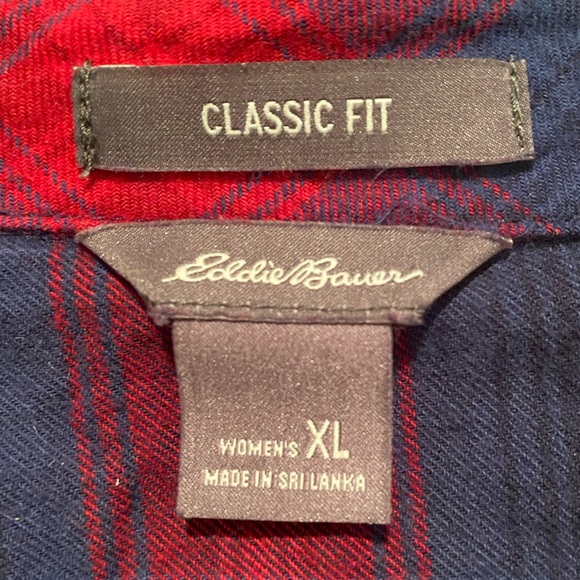 CLASSIC FIT
Eddie Bauer
WOMEN'S XL
MADE IN SRI LANKA